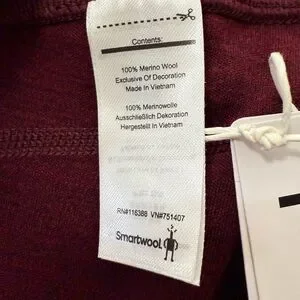 Contents:
100% Merino Wool
Exclusive Of Decoration
Made In Vietnam
100% Merinowolle
Ausschließlich Dekoration
Hergestellt In Vietnam
RN#116388 VN#751407
Smartwool